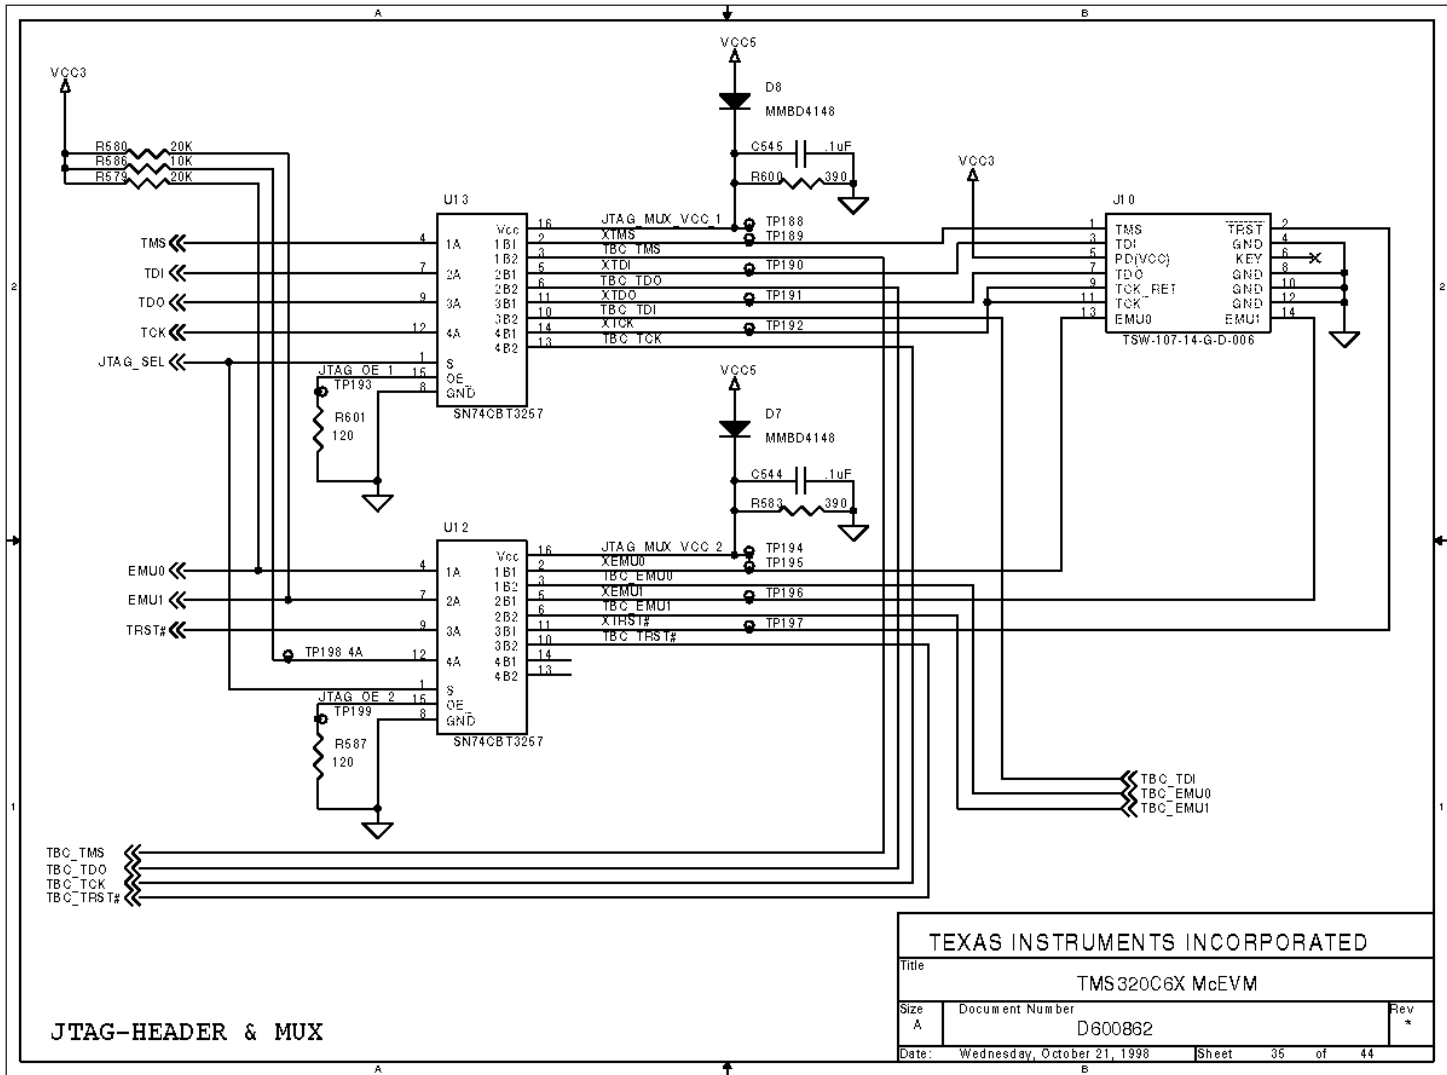 A
B
VCC5
VCC3
D8
MMBD4148
R580 20K
R586 10K
R579 20K
C545 .1uF
R600 390
VCC3
U13
J10
JTAG_MUX_VCC_1 TP188
XTMS TP189
TBC_TMS
XTDI TP190
TBC_TDO
XTDO TP191
TBC_TDI
XTCK TP192
TBC_TCK
TMS 4 1A
TDI 7 2A
TDO 9 3A
TCK 12 4A
JTAG_SEL 1 S
JTAG_OE_1 15 OE_
TP193 8 GND
Vcc 16
1B1 2
1B2 3
2B1 5
2B2 6
3B1 11
3B2 10
4B1 14
4B2 13
SN74CBT3257
R601
120
1 TMS TRST 2
3 TDI GND 4
5 PD(VCC) KEY 6
7 TDO GND 8
9 TCK_RET GND 10
11 TCK GND 12
13 EMU0 EMU1 14
TSW-107-14-G-D-006
2
2
VCC5
D7
MMBD4148
C544 .1uF
R583 390
U12
JTAG_MUX_VCC_2 TP194
XEMU0 TP195
TBC_EMU0
XEMU1 TP196
TBC_EMU1
XTRST# TP197
TBC_TRST#
EMU0 4 1A
EMU1 7 2A
TRST# 9 3A
TP198 4A 12 4A
1 S
JTAG_OE_2 15 OE_
TP199 8 GND
Vcc 16
1B1 2
1B2 3
2B1 5
2B2 6
3B1 11
3B2 10
4B1 14
4B2 13
SN74CBT3257
R587
120
TBC_TDI
TBC_EMU0
TBC_EMU1
1
1
TBC_TMS
TBC_TDO
TBC_TCK
TBC_TRST#
TEXAS INSTRUMENTS INCORPORATED
Title
TMS320C6X McEVM
Size
A
Document Number
D600862
Rev
*
Date: Wednesday, October 21, 1998 Sheet 35 of 44
JTAG-HEADER & MUX
A
B